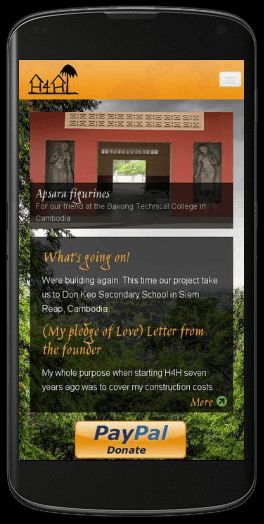 H4H
Apsara figurines
For our friend at the Bakong Technical College in
Cambodia
What's going on!
Were building again. This time our project take
us to Don Keo Secondary School in Siem
Reap, Cambodia.
(My pledge of Love) Letter from
the founder
My whole purpose when starting H4H seven
years ago was to cover my construction costs...
More
PayPal
Donate